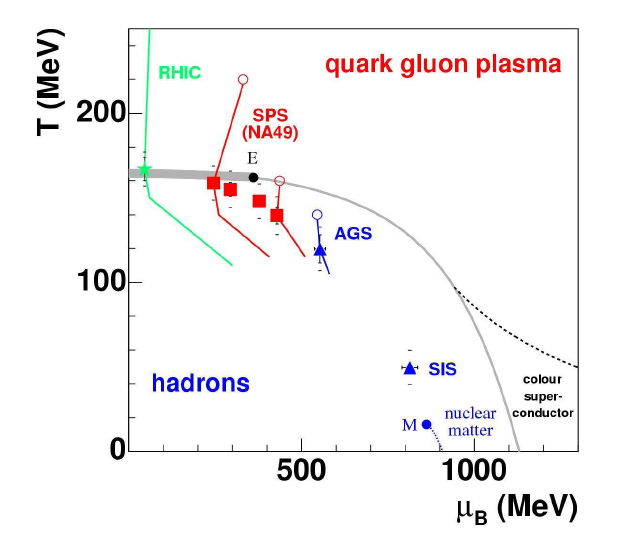 T (MeV)
quark gluon plasma
RHIC
SPS
(NA49)
200
E
AGS
100
hadrons
SIS
colour
super-
conductor
M
nuclear
matter
0
500
1000
μB (MeV)